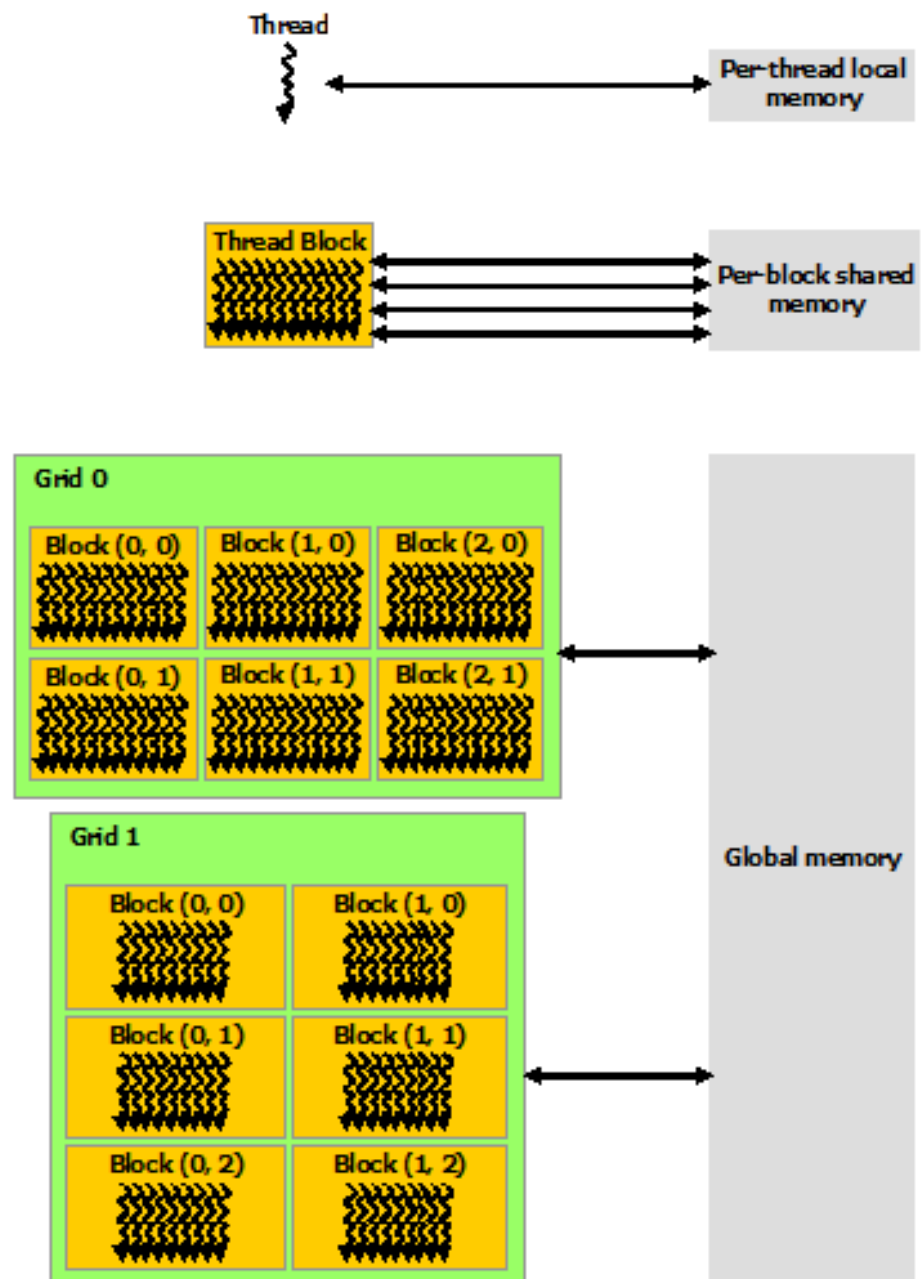 Thread
Per-thread local
memory
Thread Block
Per-block shared
memory
Grid 0
Block (0, 0)
Block (1, 0)
Block (2, 0)
Block (0, 1)
Block (1, 1)
Block (2, 1)
Grid 1
Global memory
Block (0, 0)
Block (1, 0)
Block (0, 1)
Block (1, 1)
Block (0, 2)
Block (1, 2)